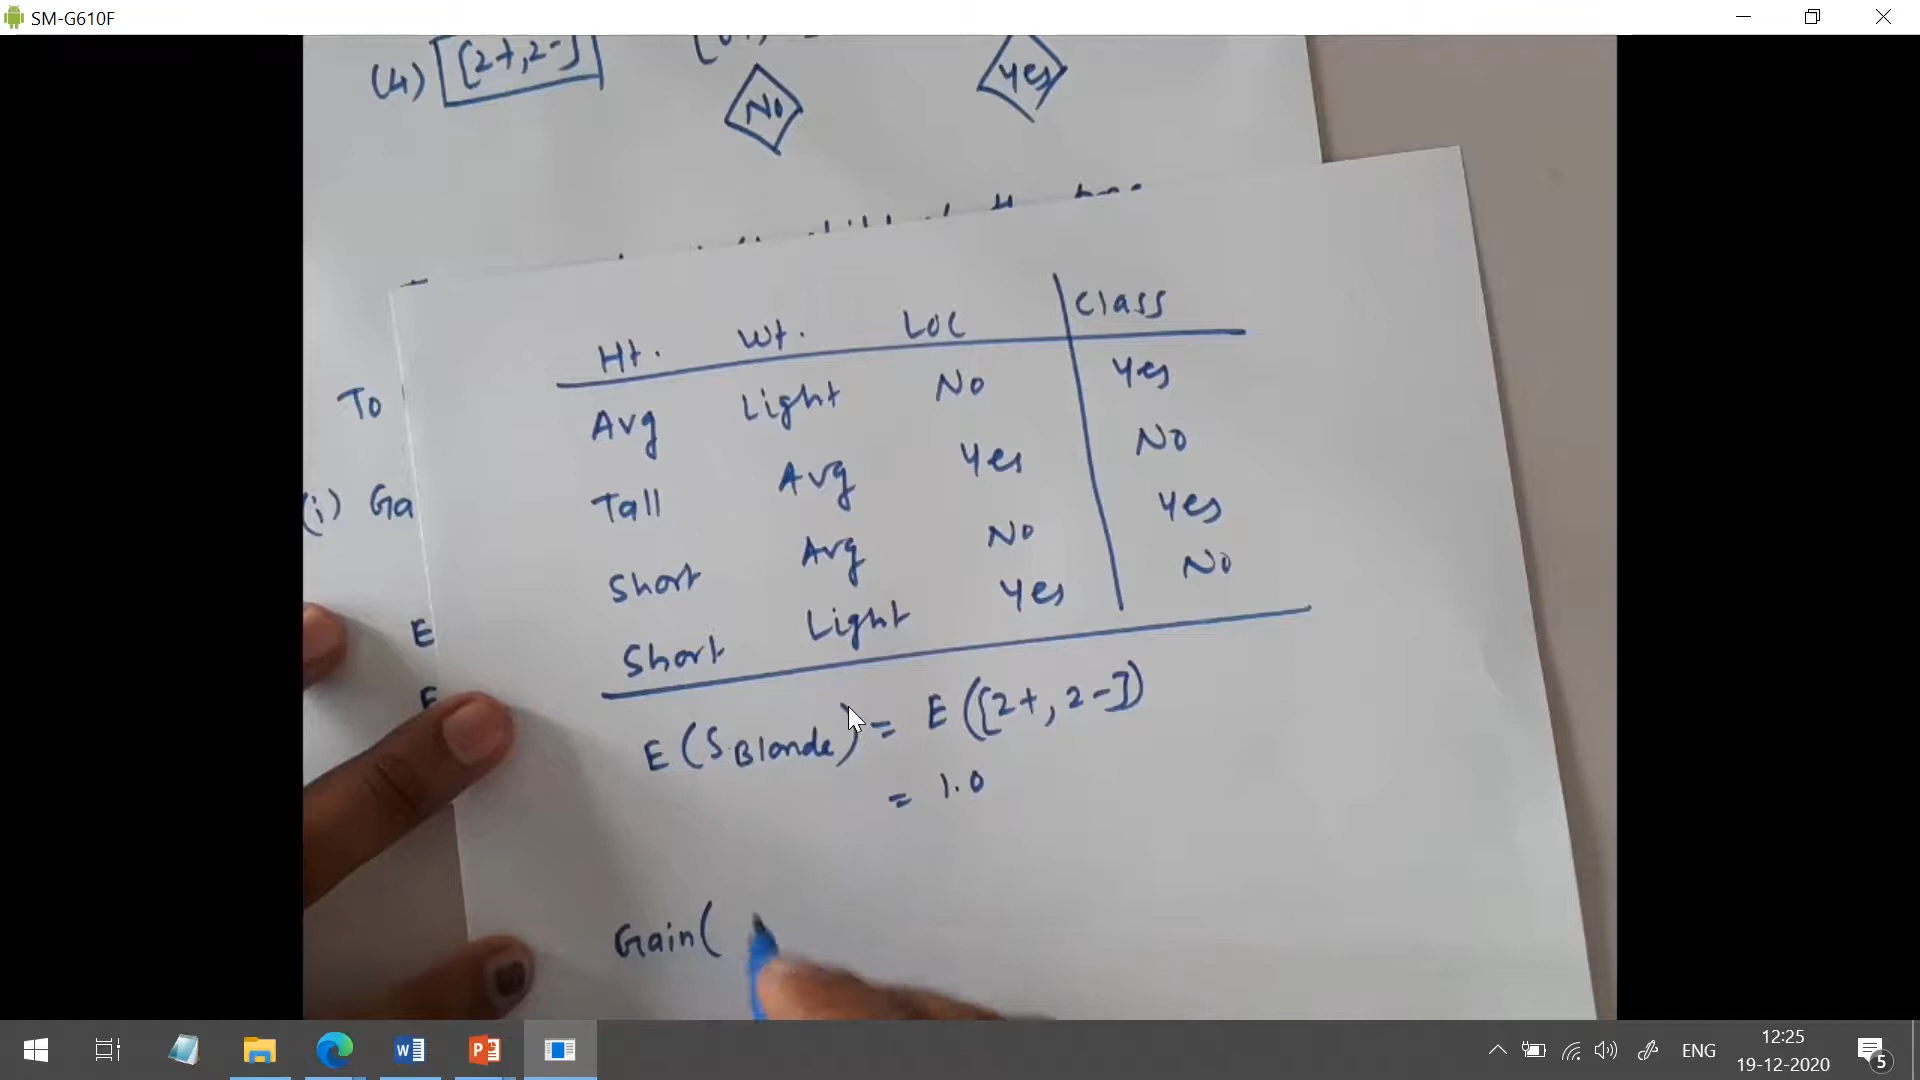 SM-G610F
(4) [2+, 2-]
No
Yes
Ht. Wt. Loc Class
Avg Light No Yes
Tall Avg Yes No
Short Avg No Yes
Short Light Yes No
To
(i) Ga
E
E(S Blonde) = E([2+, 2-])
= 1.0
Gain(
ENG
12:25
19-12-2020
5